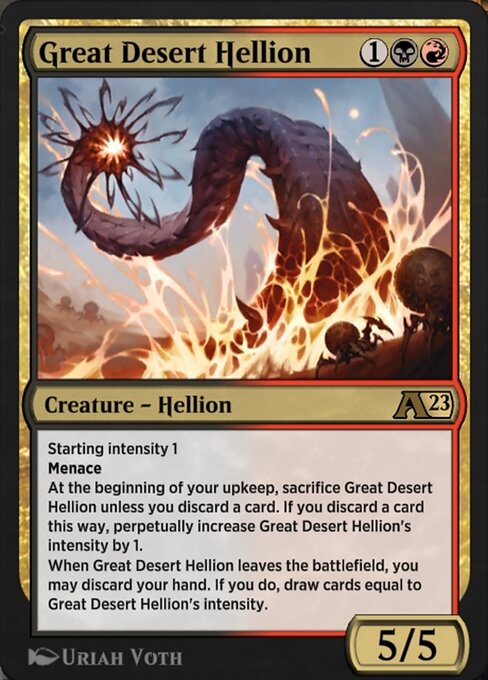 Great Desert Hellion 1
Creature – Hellion A23
Starting intensity 1
Menace
At the beginning of your upkeep, sacrifice Great Desert
Hellion unless you discard a card. If you discard a card
this way, perpetually increase Great Desert Hellion's
intensity by 1.
When Great Desert Hellion leaves the battlefield, you
may discard your hand. If you do, draw cards equal to
Great Desert Hellion's intensity.
Uriah Voth
5/5